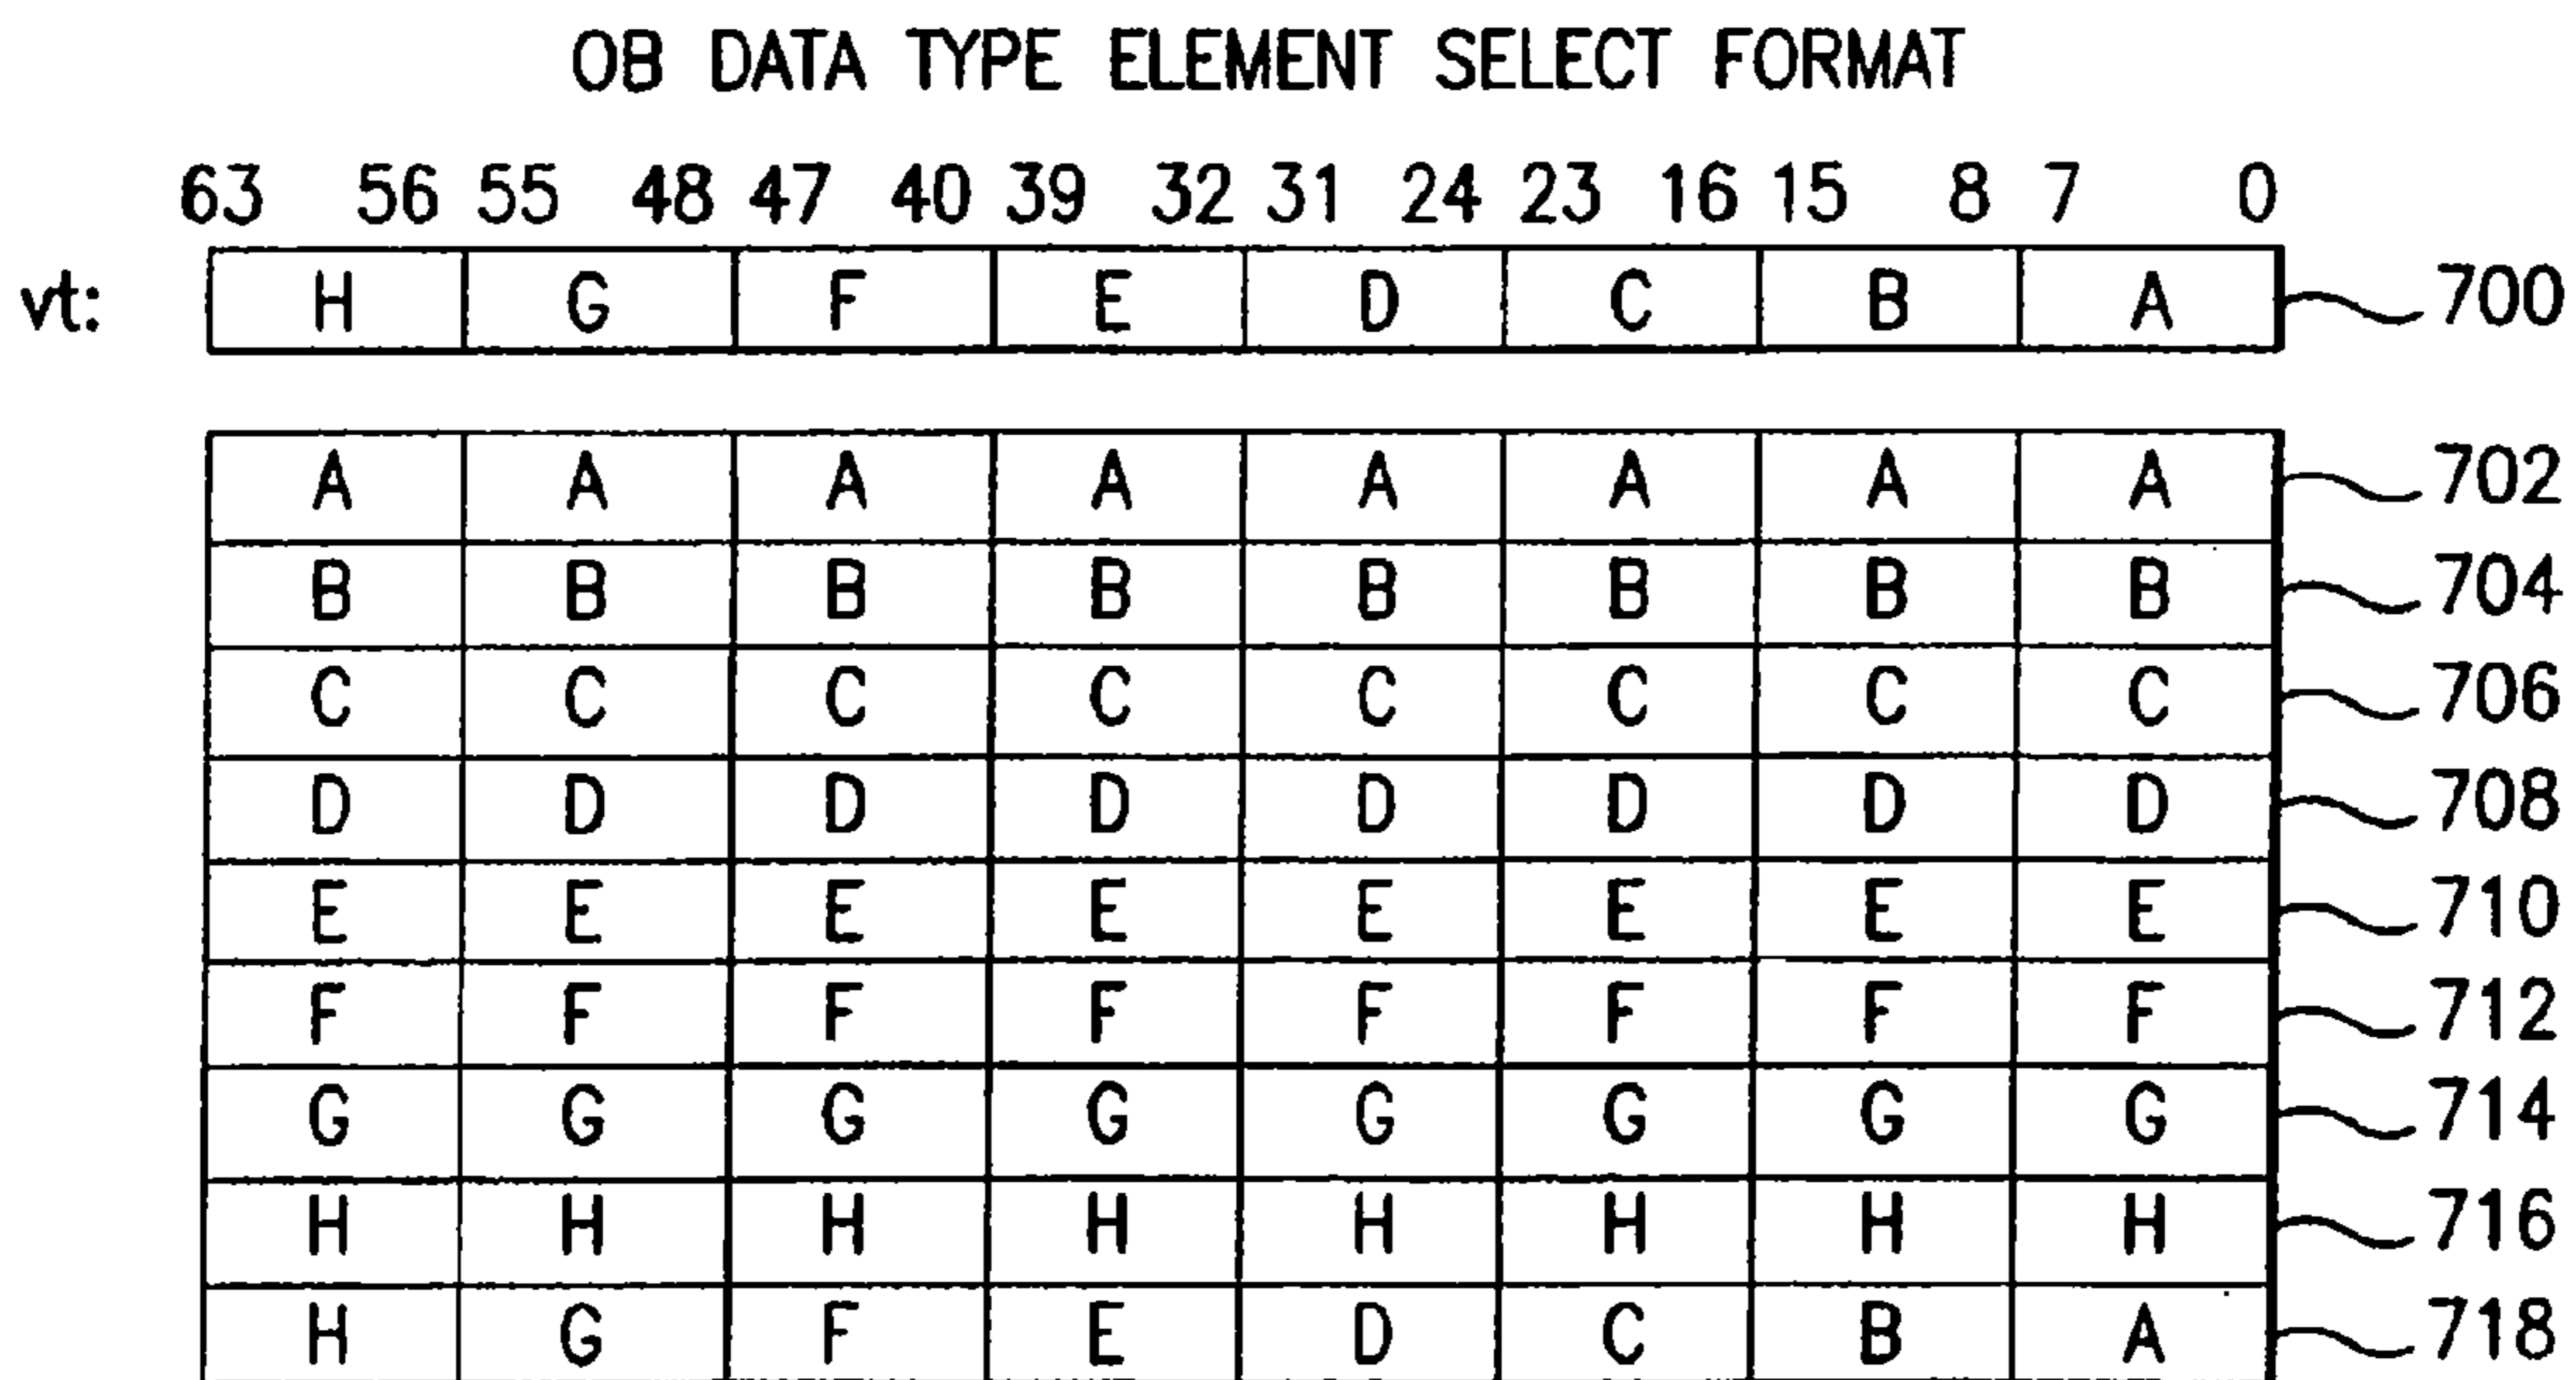 OB DATA TYPE ELEMENT SELECT FORMAT
63 56 55 48 47 40 39 32 31 24 23 16 15 8 7 0
vt: H G F E D C B A 700
A A A A A A A A 702
B B B B B B B B 704
C C C C C C C C 706
D D D D D D D D 708
E E E E E E E E 710
F F F F F F F F 712
G G G G G G G G 714
H H H H H H H H 716
H G F E D C B A 718